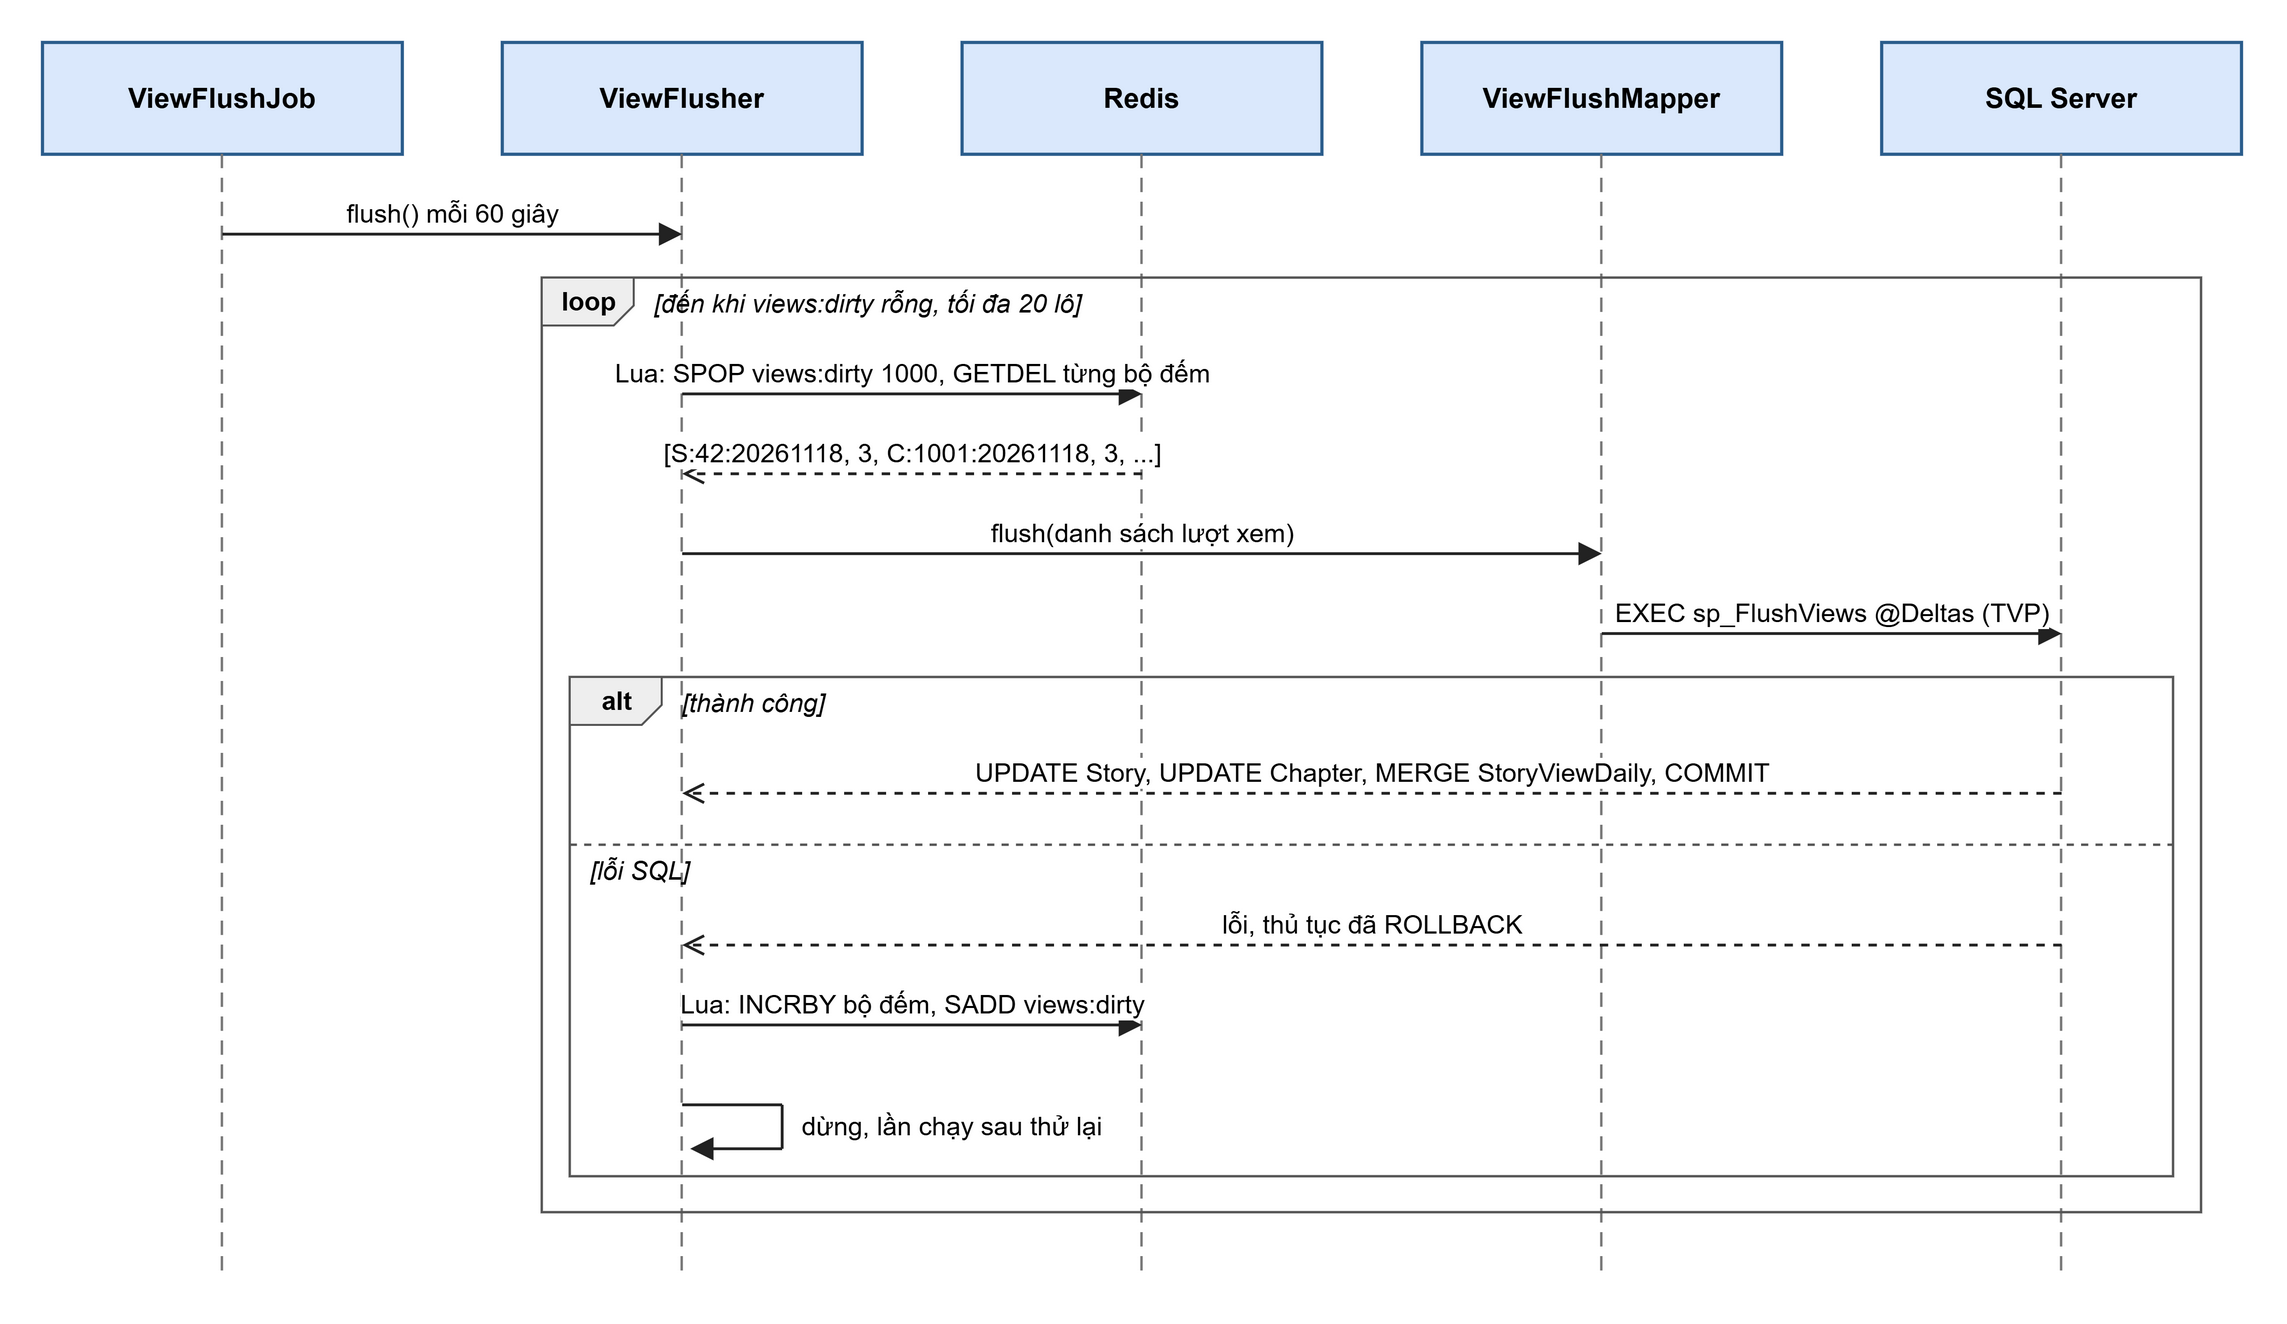 ViewFlushJob
ViewFlusher
Redis
ViewFlushMapper
SQL Server
flush() mỗi 60 giây
loop
[đến khi views:dirty rỗng, tối đa 20 lô]
Lua: SPOP views:dirty 1000, GETDEL từng bộ đếm
[S:42:20261118, 3, C:1001:20261118, 3, ...]
flush(danh sách lượt xem)
EXEC sp_FlushViews @Deltas (TVP)
alt
[thành công]
UPDATE Story, UPDATE Chapter, MERGE StoryViewDaily, COMMIT
[lỗi SQL]
lỗi, thủ tục đã ROLLBACK
Lua: INCRBY bộ đếm, SADD views:dirty
dừng, lần chạy sau thử lại